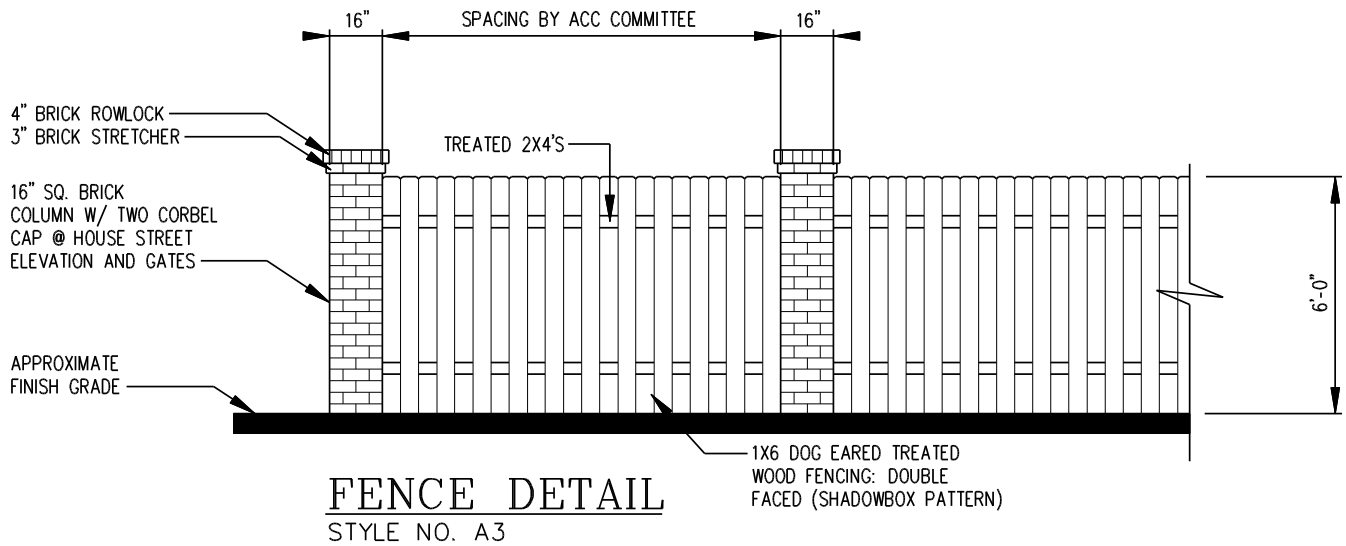 16" SPACING BY ACC COMMITTEE 16"
4" BRICK ROWLOCK
3" BRICK STRETCHER
TREATED 2X4'S
16" SQ. BRICK
COLUMN W/ TWO CORBEL
CAP @ HOUSE STREET
ELEVATION AND GATES
6'-0"
APPROXIMATE
FINISH GRADE
1X6 DOG EARED TREATED
WOOD FENCING: DOUBLE
FACED (SHADOWBOX PATTERN)
FENCE DETAIL
STYLE NO. A3